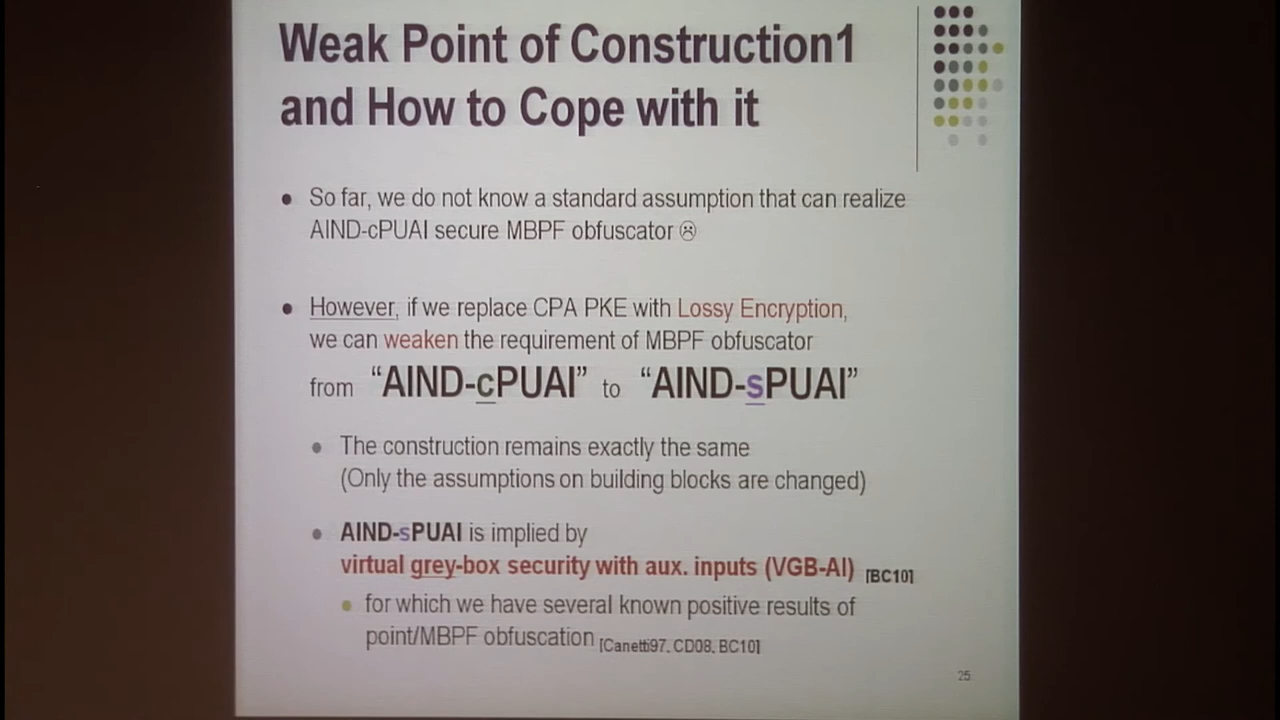 Weak Point of Construction1
and How to Cope with it
• So far, we do not know a standard assumption that can realize
AIND-cPUAI secure MBPF obfuscator ☹
• However, if we replace CPA PKE with Lossy Encryption,
we can weaken the requirement of MBPF obfuscator
from “AIND-cPUAI” to “AIND-sPUAI”
• The construction remains exactly the same
(Only the assumptions on building blocks are changed)
• AIND-sPUAI is implied by
virtual grey-box security with aux. inputs (VGB-AI) [BC10]
• for which we have several known positive results of
point/MBPF obfuscation [Canetti97, CD08, BC10]
25